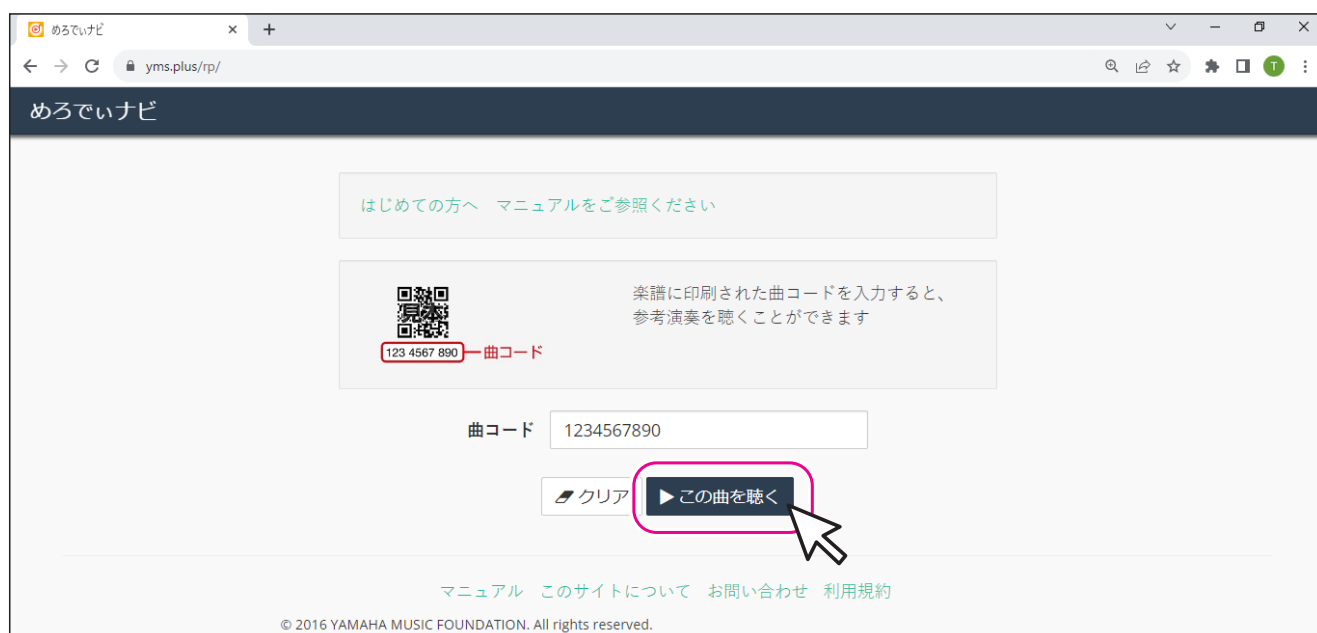 めろでぃナビ
yms.plus/rp/
T
めろでぃナビ
はじめての方へ　マニュアルをご参照ください
見本
123 4567 890
曲コード
楽譜に印刷された曲コードを入力すると、
参考演奏を聴くことができます
曲コード 1234567890
クリア
この曲を聴く
マニュアル　このサイトについて　お問い合わせ　利用規約
© 2016 YAMAHA MUSIC FOUNDATION. All rights reserved.